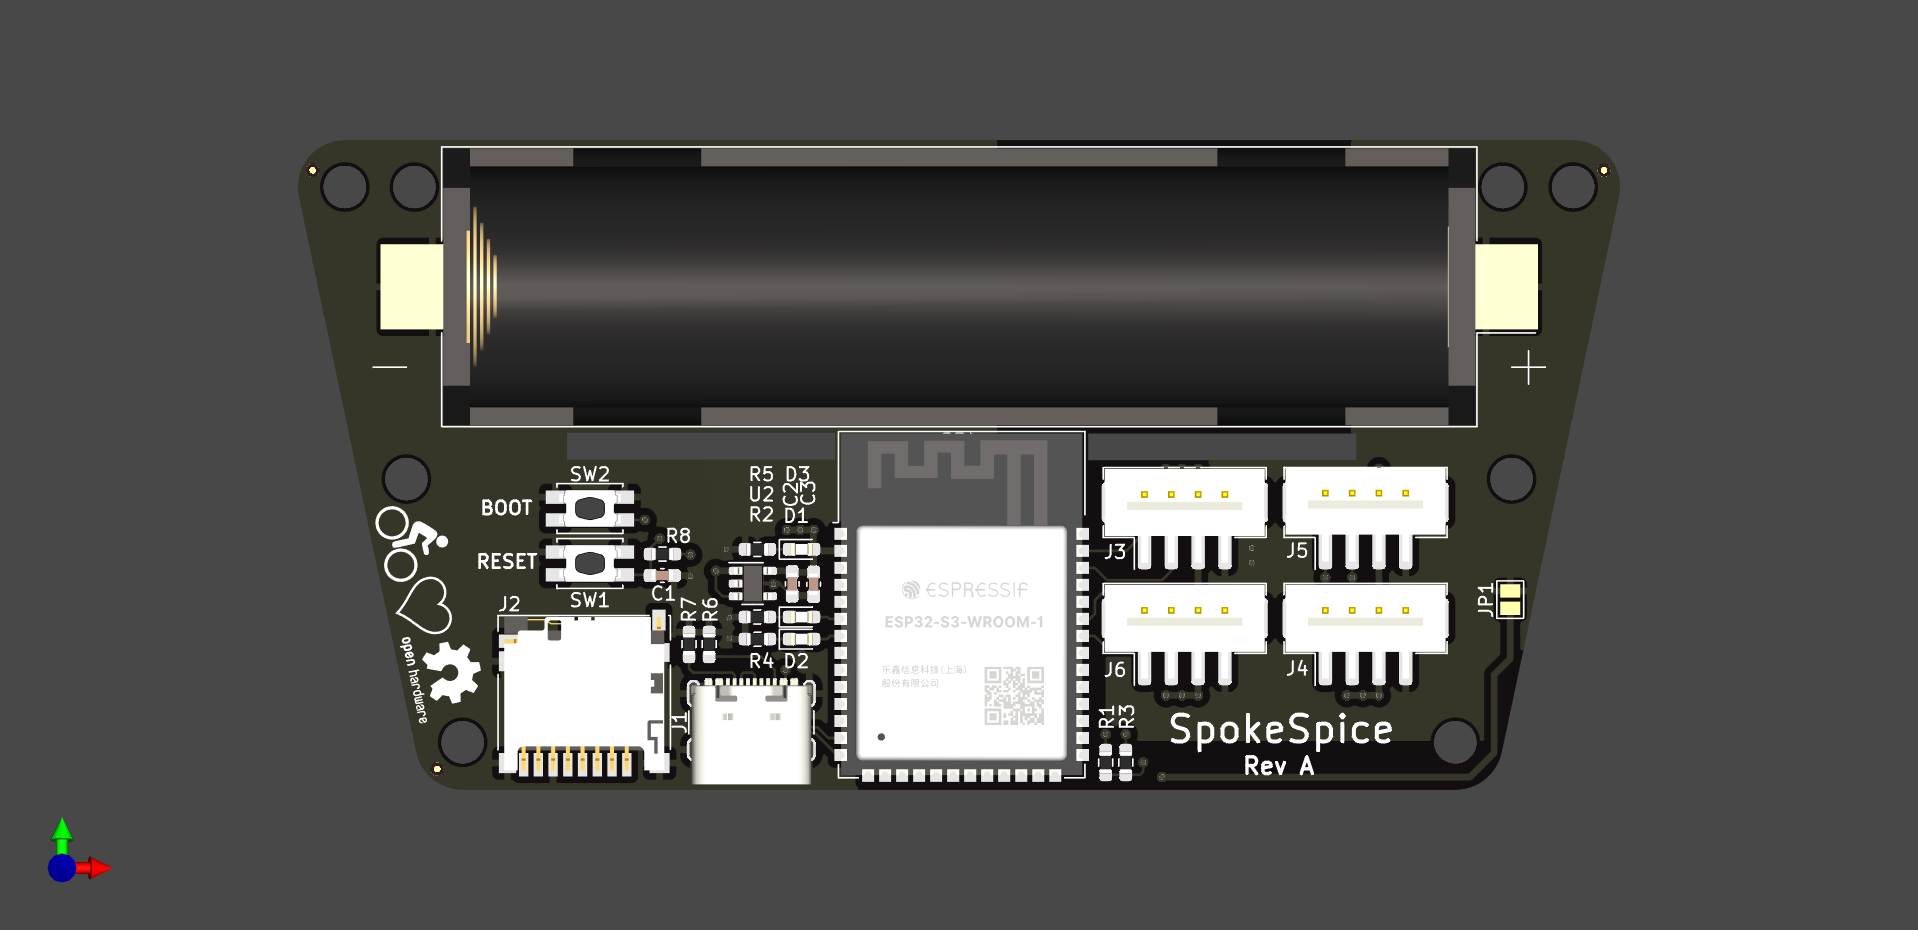 SW2
BOOT
RESET
SW1
R8
C1
R5 D3
U2 C2 C3
R2 D1
R7 R6
R4 D2
J2
J1
open hardware
ESPRESSIF
ESP32-S3-WROOM-1
乐鑫信息科技(上海)
股份有限公司
J3
J5
J6
J4
JP1
R1 R3
SpokeSpice
Rev A